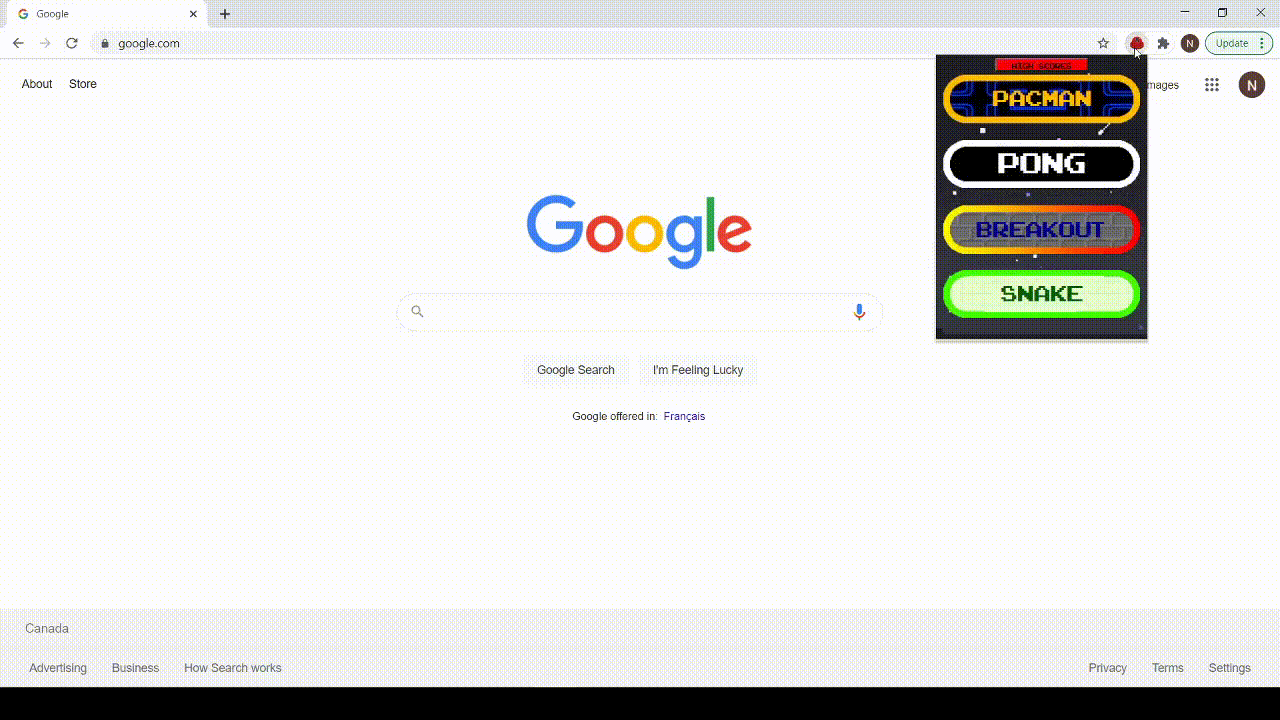 Google
google.com
N
Update
About
Store
mages
N
HIGH SCORES
PACMAN
PONG
BREAKOUT
SNAKE
Google
Google Search
I'm Feeling Lucky
Google offered in: Français
Canada
Advertising
Business
How Search works
Privacy
Terms
Settings